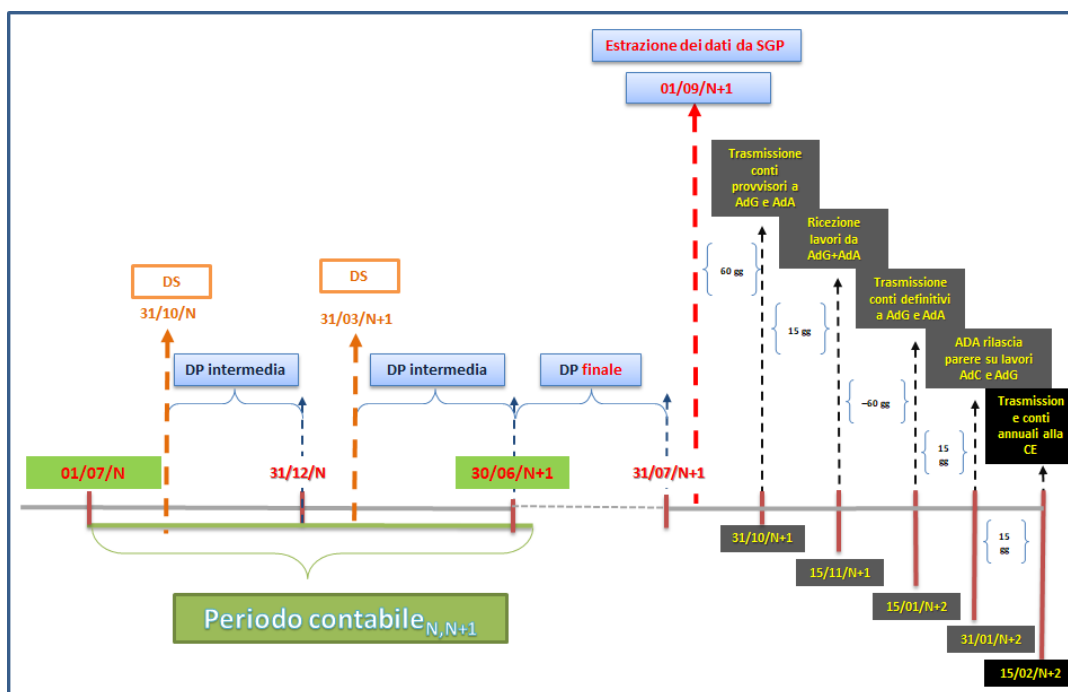 Estrazione dei dati da SGP
01/09/N+1
Trasmissione
conti
provvisori a
AdG e AdA
Ricezione
lavori da
AdG+AdA
Trasmissione
conti definitivi
a AdG e AdA
ADA rilascia
parere su lavori
AdC e AdG
Trasmission
e conti
annuali alla
CE
60 gg
15 gg
–60 gg
15
gg
15
gg
DS
31/10/N
DS
31/03/N+1
DP intermedia
DP intermedia
DP finale
01/07/N
31/12/N
30/06/N+1
31/07/N+1
31/10/N+1
15/11/N+1
15/01/N+2
31/01/N+2
15/02/N+2
Periodo contabile N,N+1